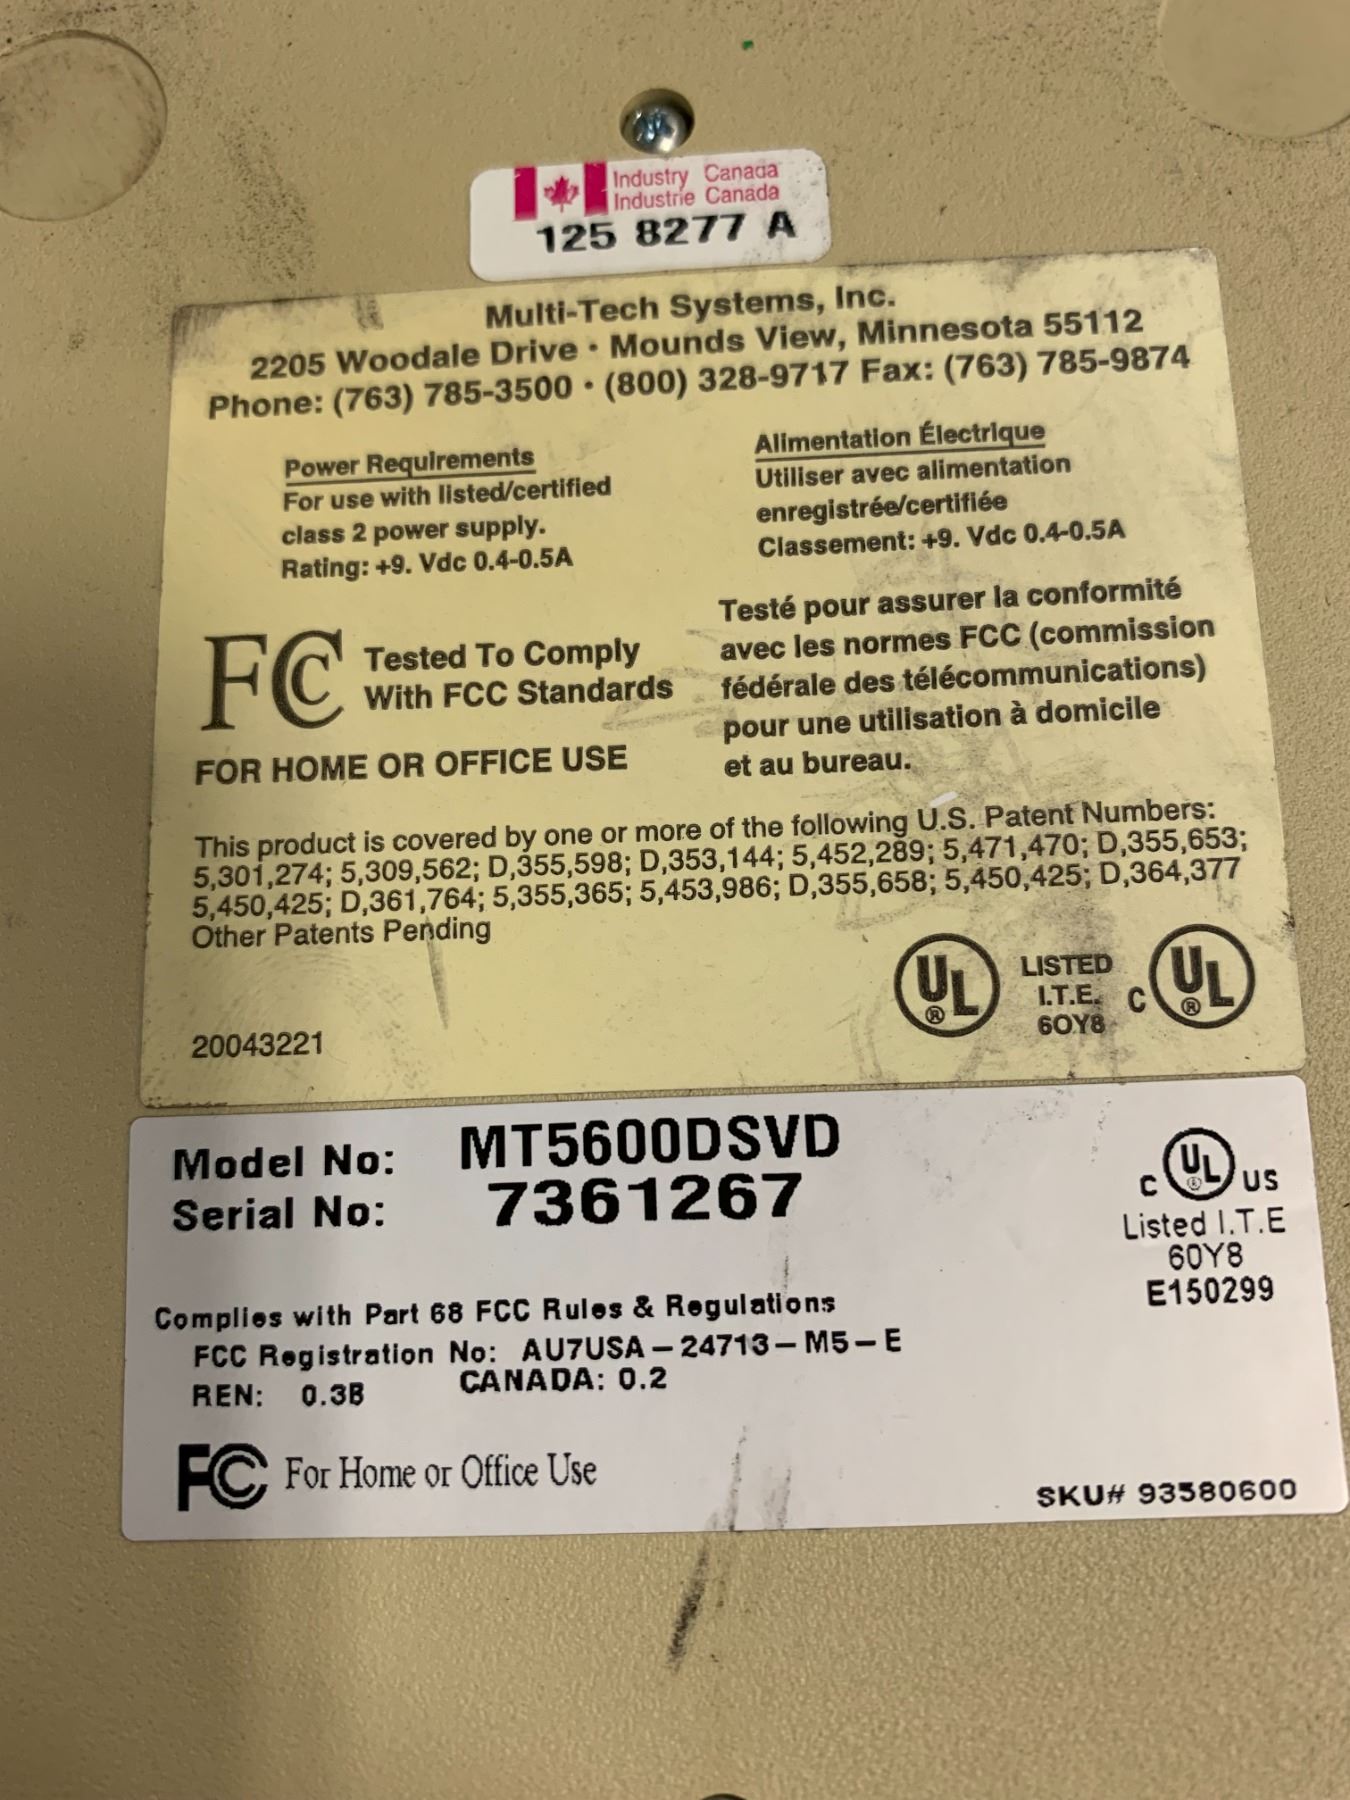 Industry Canada
Industrie Canada
125 8277 A
Multi-Tech Systems, Inc.
2205 Woodale Drive • Mounds View, Minnesota 55112
Phone: (763) 785-3500 • (800) 328-9717 Fax: (763) 785-9874
Power Requirements
For use with listed/certified
class 2 power supply.
Rating: +9. Vdc 0.4-0.5A
Alimentation Électrique
Utiliser avec alimentation
enregistrée/certifiée
Classement: +9. Vdc 0.4-0.5A
FCC Tested To Comply
With FCC Standards
FOR HOME OR OFFICE USE
Testé pour assurer la conformité
avec les normes FCC (commission
fédérale des télécommunications)
pour une utilisation à domicile
et au bureau.
This product is covered by one or more of the following U.S. Patent Numbers:
5,301,274; 5,309,562; D,355,598; D,353,144; 5,452,289; 5,471,470; D,355,653;
5,450,425; D,361,764; 5,355,365; 5,453,986; D,355,658; 5,450,425; D,364,377
Other Patents Pending
UL ® LISTED
I.T.E.
6OY8
C UL ®
20043221
Model No: MT5600DSVD
Serial No: 7361267
C UL ® US
Listed I.T.E
60Y8
E150299
Complies with Part 68 FCC Rules & Regulations
FCC Registration No: AU7USA-24713-M5-E
REN: 0.3B CANADA: 0.2
FC For Home or Office Use
SKU# 93580600